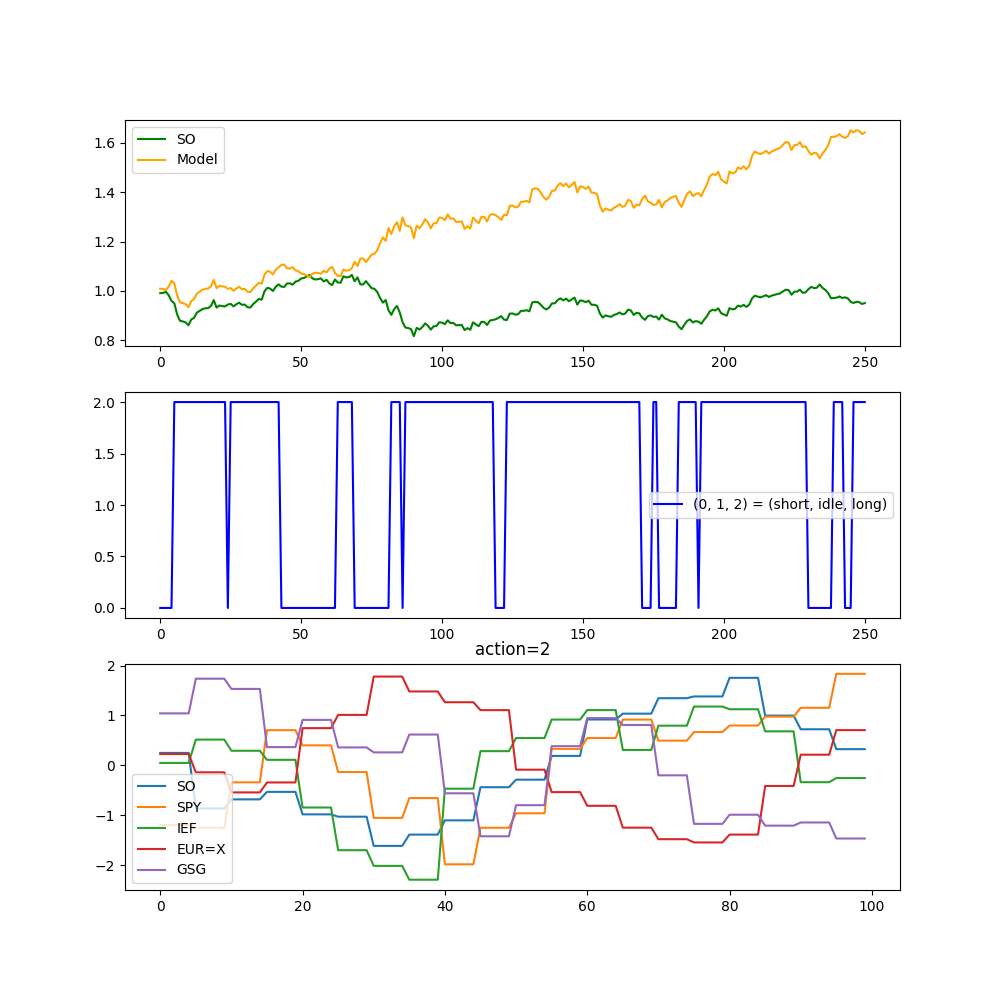 SO
Model
1.6
1.4
1.2
1.0
0.8
0 50 100 150 200 250
2.0
1.5
1.0
0.5
0.0
(0, 1, 2) = (short, idle, long)
0 50 100 150 200 250
action=2
2
1
0
−1
−2
SO
SPY
IEF
EUR=X
GSG
0 20 40 60 80 100